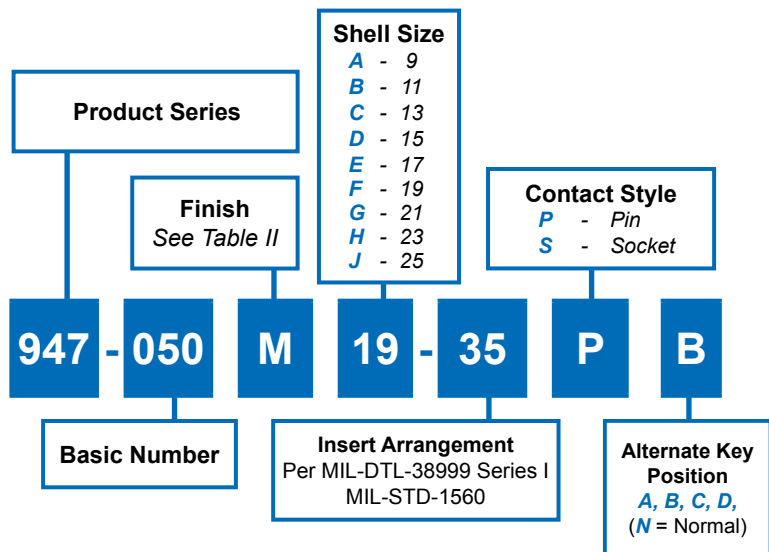 Shell Size
A - 9
B - 11
C - 13
D - 15
E - 17
F - 19
G - 21
H - 23
J - 25
Product Series
Finish
See Table II
Contact Style
P - Pin
S - Socket
947 - 050 M 19 - 35 P B
Basic Number
Insert Arrangement
Per MIL-DTL-38999 Series I
MIL-STD-1560
Alternate Key
Position
A, B, C, D,
(N = Normal)